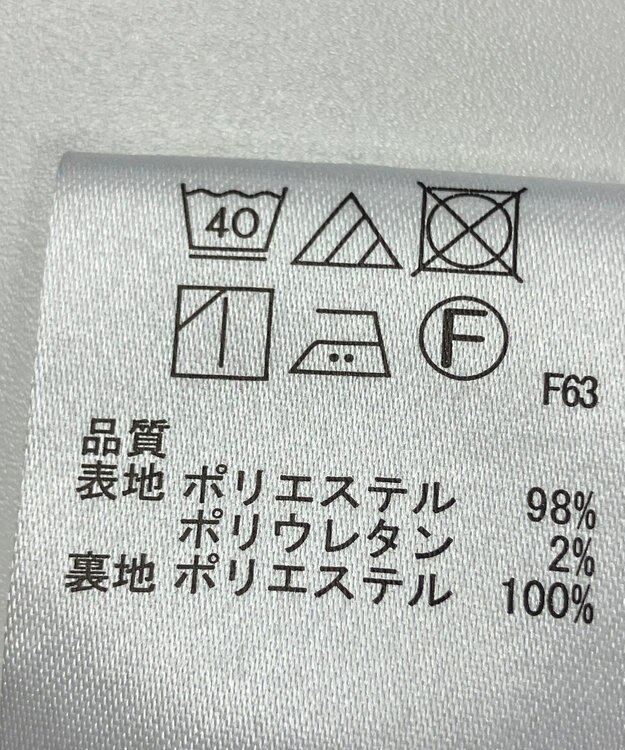 40
F
F63
品質
表地 ポリエステル 98%
ポリウレタン 2%
裏地 ポリエステル 100%